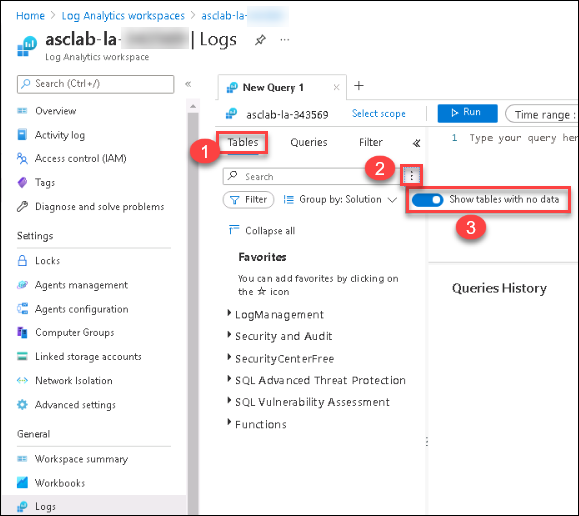 Home > Log Analytics workspaces > asclab-la-
asclab-la- | Logs
Log Analytics workspace
Search (Ctrl+/)
Overview
Activity log
Access control (IAM)
Tags
Diagnose and solve problems
Settings
Locks
Agents management
Agents configuration
Computer Groups
Linked storage accounts
Network Isolation
Advanced settings
General
Workspace summary
Workbooks
Logs
New Query 1
asclab-la-343569 Select scope
Run Time range :
1 Tables Queries Filter
1 Type your query her
2
Search
Filter Group by: Solution
Show tables with no data
3
Collapse all
Favorites
You can add favorites by clicking on
the ☆ icon
LogManagement
Security and Audit
SecurityCenterFree
SQL Advanced Threat Protection
SQL Vulnerability Assessment
Functions
Queries History